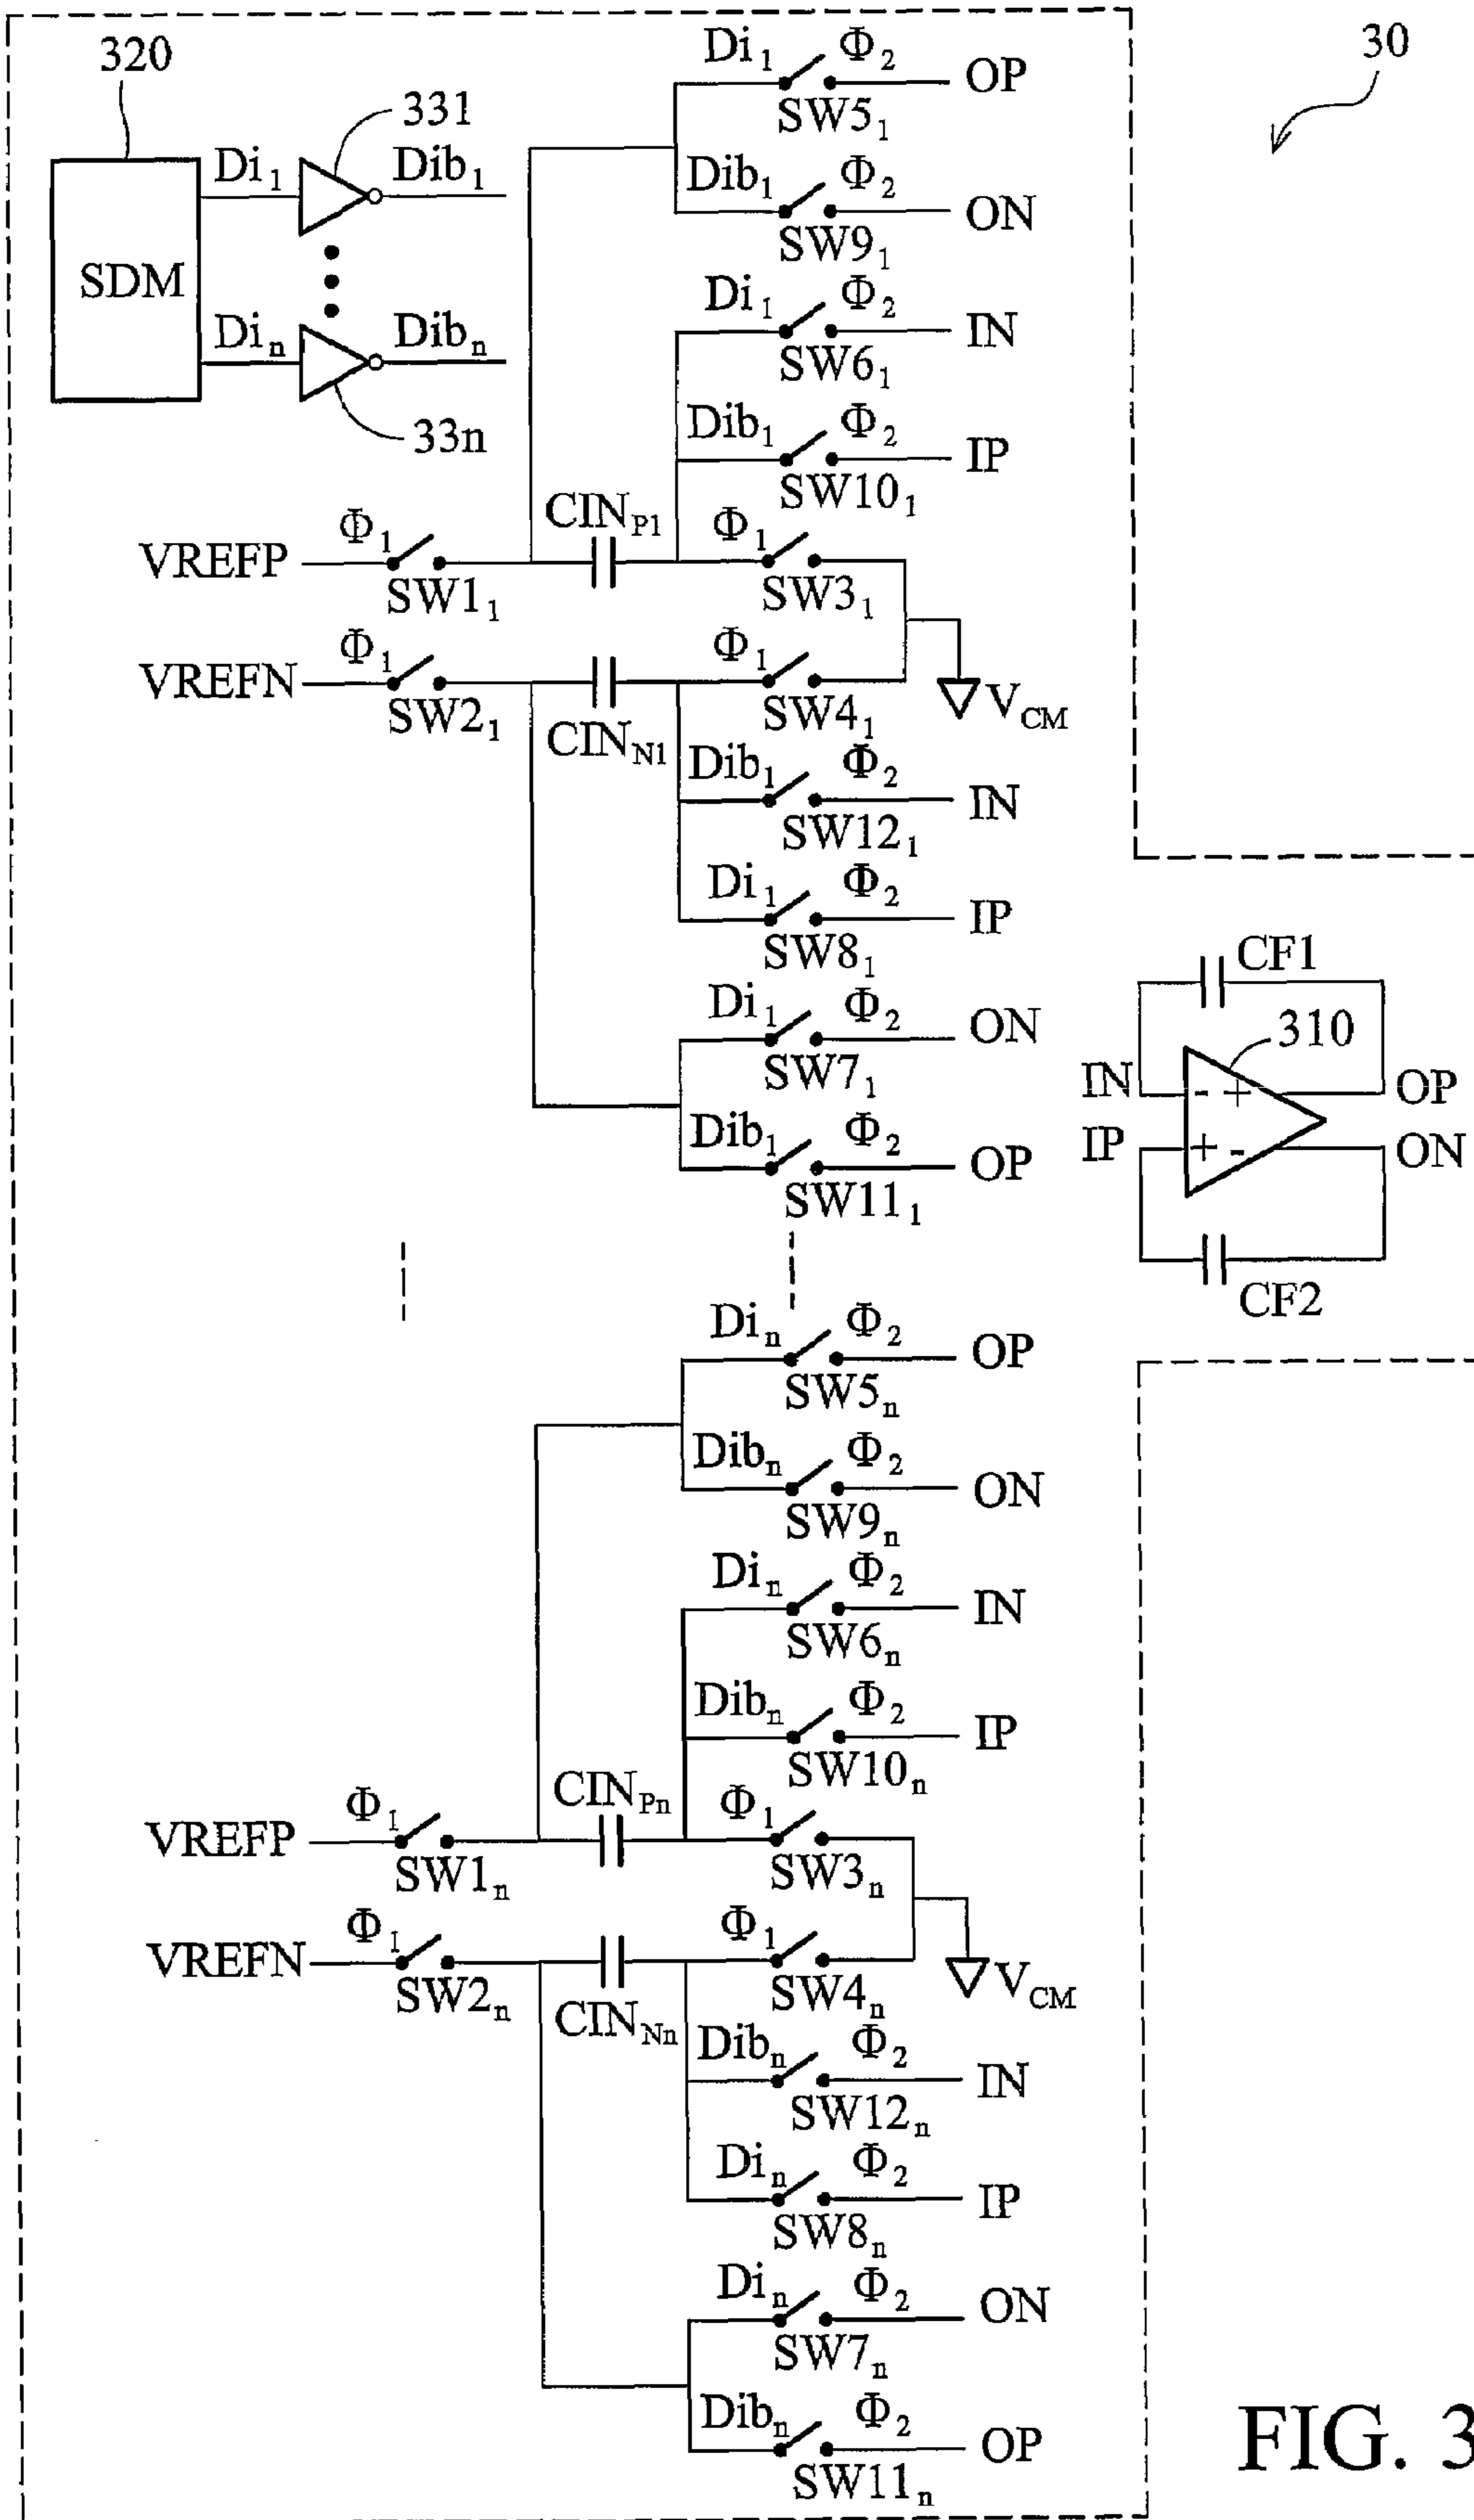 320
SDM
Di1
331
Dib1
Din
33n
Dibn
30
Di1 Φ2 OP
SW51
Dib1 Φ2 ON
SW91
Di1 Φ2 IN
SW61
Dib1 Φ2 IP
SW101
VREFP Φ1 SW11
CINP1
Φ1 SW31
VREFN Φ1 SW21
CINN1
Φ1 SW41
VCM
Dib1 Φ2 IN
SW121
Di1 Φ2 IP
SW81
Di1 Φ2 ON
SW71
Dib1 Φ2 OP
SW111
CF1
310
IN - + OP
IP + - ON
CF2
Din Φ2 OP
SW5n
Dibn Φ2 ON
SW9n
Din Φ2 IN
SW6n
Dibn Φ2 IP
SW10n
VREFP Φ1 SW1n
CINPn
Φ1 SW3n
VREFN Φ1 SW2n
CINNn
Φ1 SW4n
VCM
Dibn Φ2 IN
SW12n
Din Φ2 IP
SW8n
Din Φ2 ON
SW7n
Dibn Φ2 OP
SW11n
FIG. 3